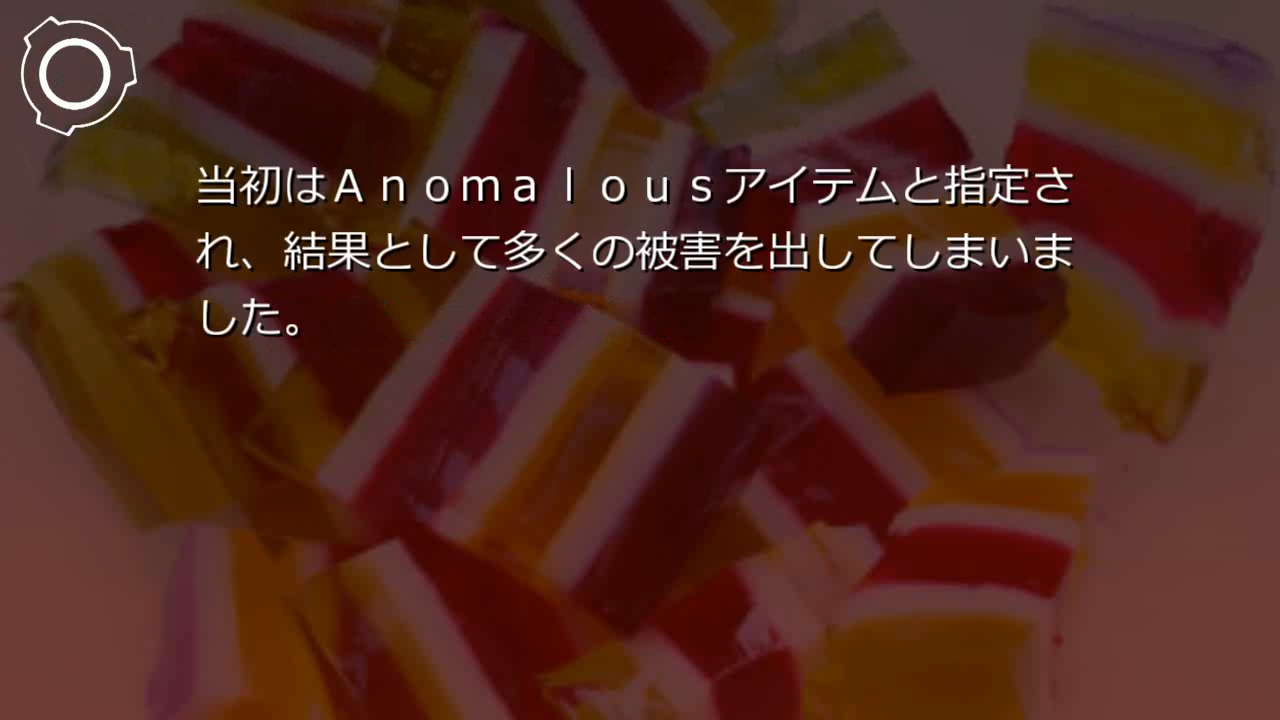 当初はＡｎｏｍａｌｏｕｓアイテムと指定さ
れ、結果として多くの被害を出してしまいま
した。